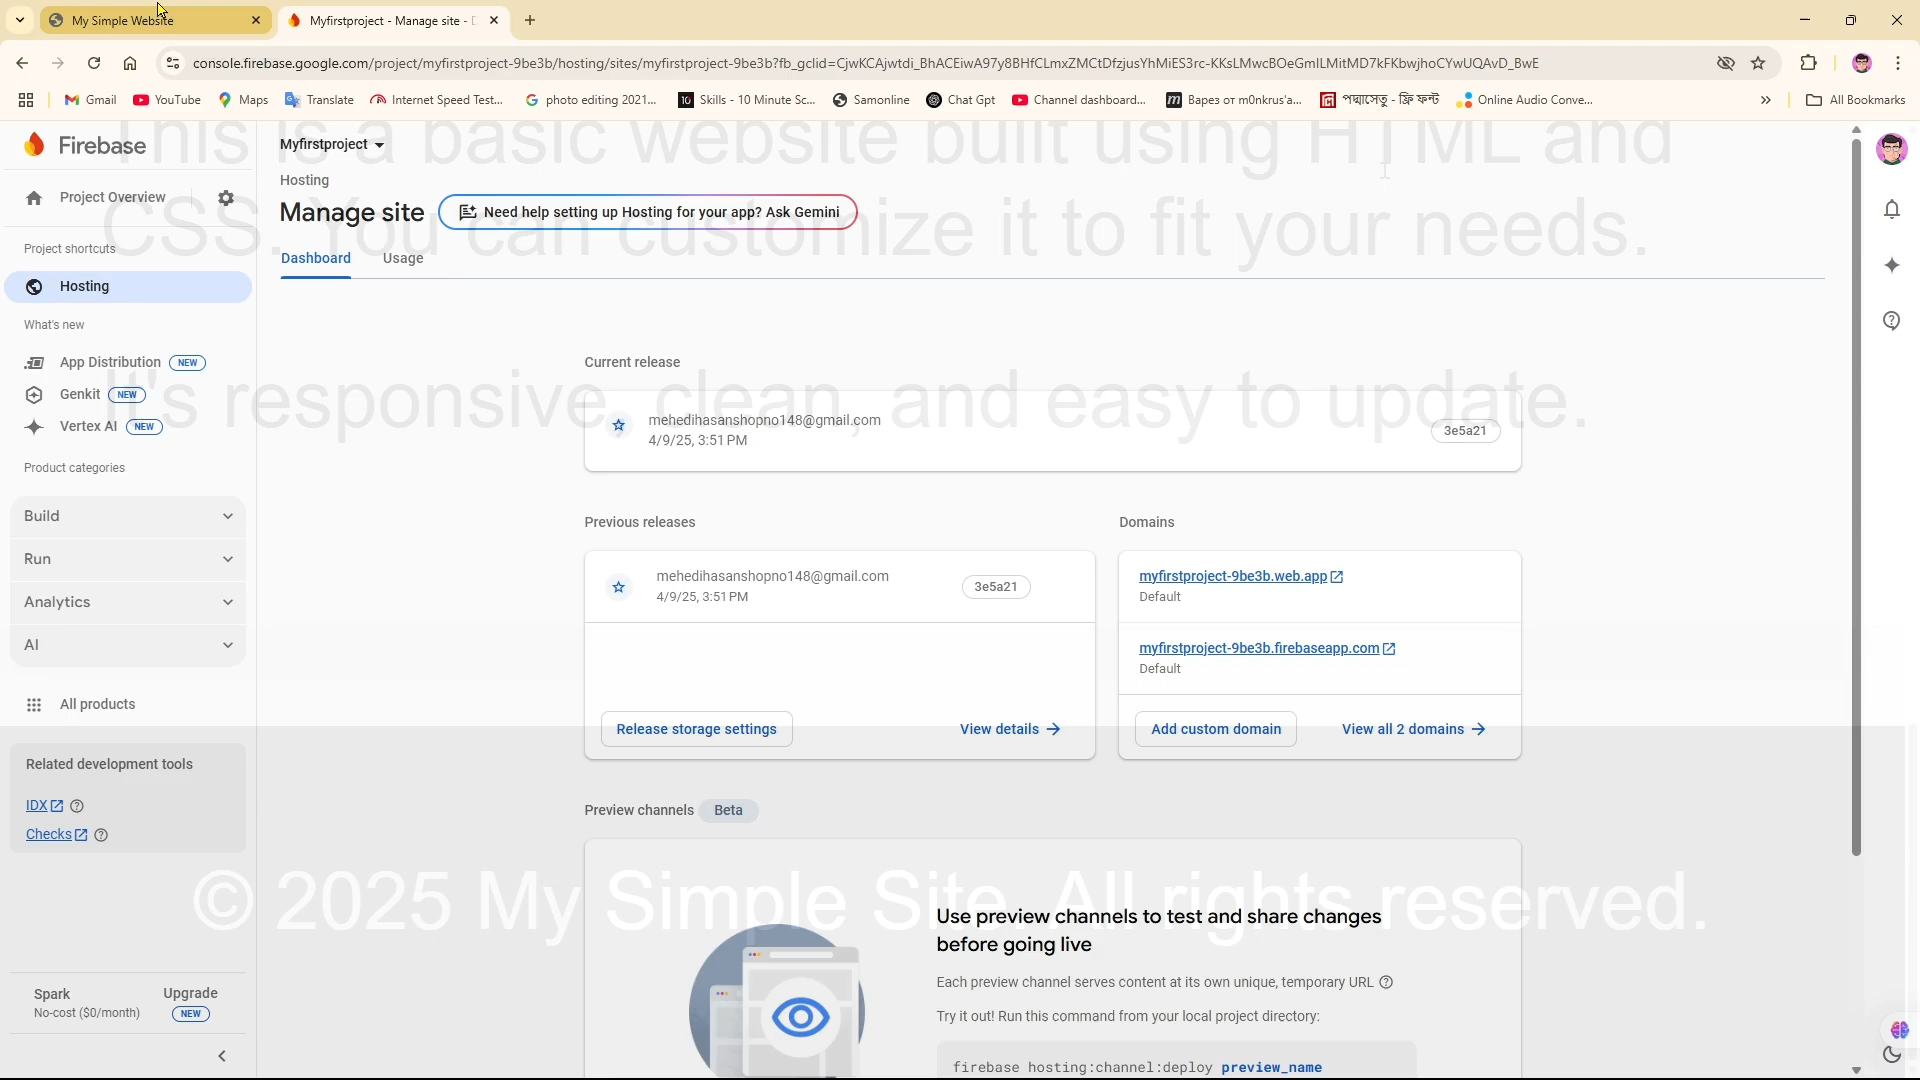 My Simple Website
Myfirstproject - Manage site -
console.firebase.google.com/project/myfirstproject-9be3b/hosting/sites/myfirstproject-9be3b?fb_gclid=CjwKCAjwtdi_BhACEiwA97y8BHfCLmxZMCtDfzjusYhMiES3rc-KKsLMwcBOeGmILMitMD7kFKbwjhoCYwUQAvD_BwE
Gmail
YouTube
Maps
Translate
Internet Speed Test...
photo editing 2021...
Skills - 10 Minute Sc...
Samonline
Chat Gpt
Channel dashboard...
Варез от m0nkrus'a...
পদ্মাসেতু - ফ্রি ফন্ট
Online Audio Conve...
All Bookmarks
This is a basic website built using HTML and
CSS. You can customize it to fit your needs.
It's responsive, clean, and easy to update.
© 2025 My Simple Site. All rights reserved.
Firebase
Project Overview
Project shortcuts
Hosting
What's new
App Distribution NEW
Genkit NEW
Vertex AI NEW
Product categories
Build
Run
Analytics
AI
All products
Related development tools
IDX
Checks
Spark
No-cost ($0/month)
Upgrade
NEW
Myfirstproject
Hosting
Manage site
Need help setting up Hosting for your app? Ask Gemini
Dashboard
Usage
Current release
mehedihasanshopno148@gmail.com
4/9/25, 3:51 PM
3e5a21
Previous releases
mehedihasanshopno148@gmail.com
4/9/25, 3:51 PM
3e5a21
Release storage settings
View details
Domains
myfirstproject-9be3b.web.app
Default
myfirstproject-9be3b.firebaseapp.com
Default
Add custom domain
View all 2 domains
Preview channels Beta
Use preview channels to test and share changes
before going live
Each preview channel serves content at its own unique, temporary URL
Try it out! Run this command from your local project directory:
firebase hosting:channel:deploy preview_name